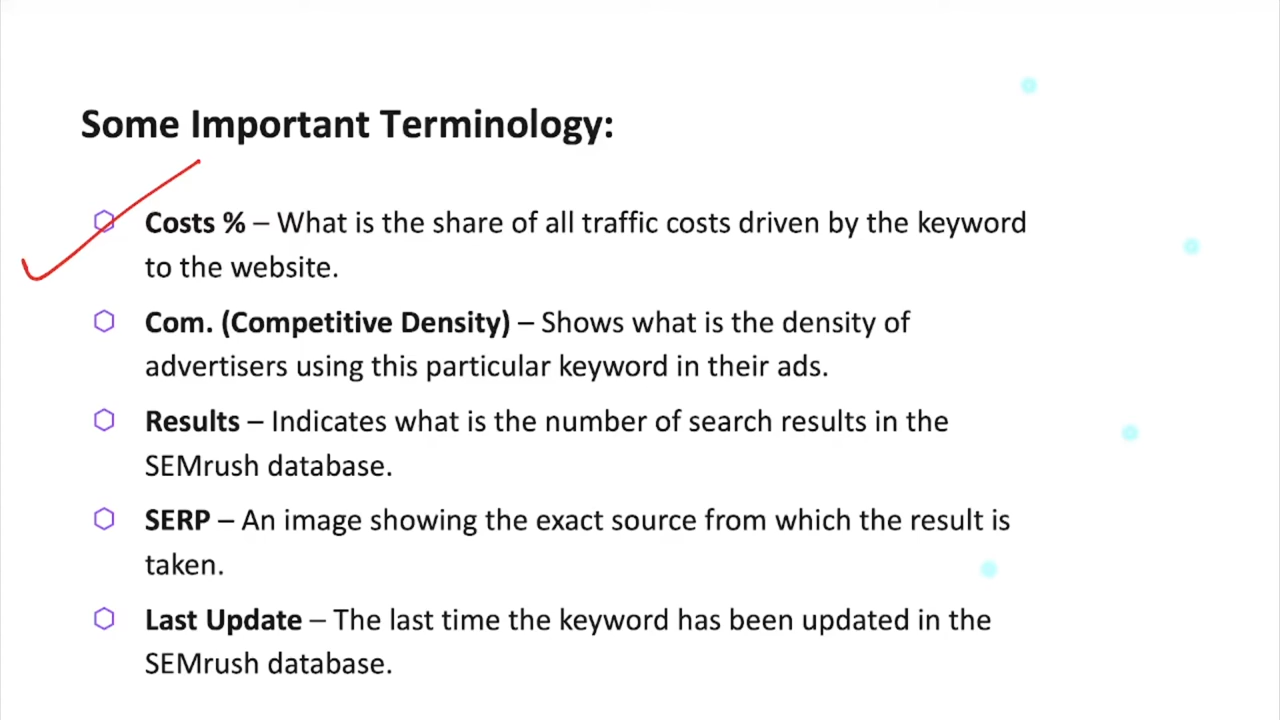 Some Important Terminology:
Costs % – What is the share of all traffic costs driven by the keyword
to the website.
Com. (Competitive Density) – Shows what is the density of
advertisers using this particular keyword in their ads.
Results – Indicates what is the number of search results in the
SEMrush database.
SERP – An image showing the exact source from which the result is
taken.
Last Update – The last time the keyword has been updated in the
SEMrush database.